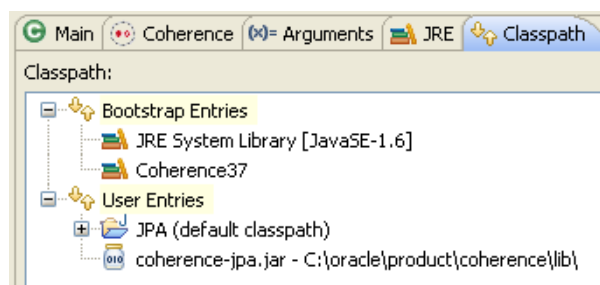 Main Coherence (x)= Arguments JRE Classpath
Classpath:
Bootstrap Entries
JRE System Library [JavaSE-1.6]
Coherence37
User Entries
JPA (default classpath)
010 coherence-jpa.jar - C:\oracle\product\coherence\lib\